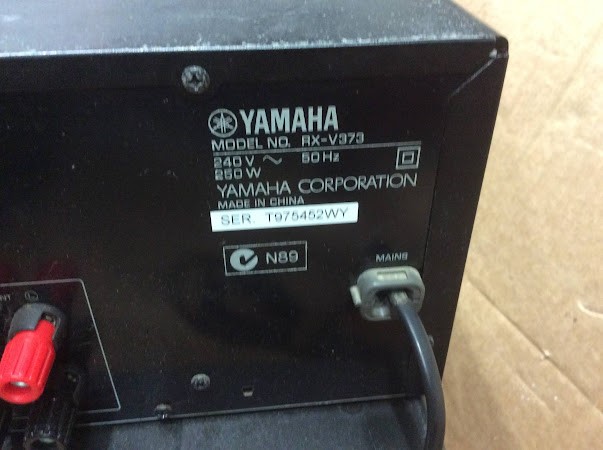 YAMAHA
MODEL NO. RX-V373
240 V ~ 50 Hz
250 W
YAMAHA CORPORATION
MADE IN CHINA
SER. T975452WY
N89
MAINS
L